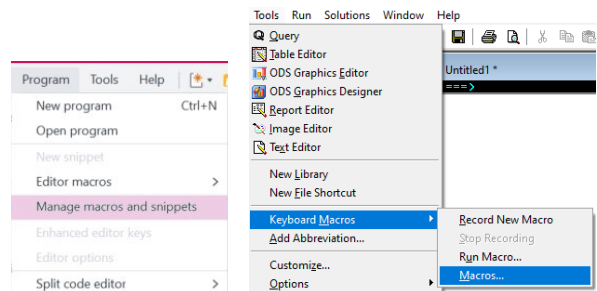 Program Tools Help
New program Ctrl+N
Open program
New snippet
Editor macros >
Manage macros and snippets
Enhanced editor keys
Editor options
Split code editor >
Tools Run Solutions Window Help
Query
Table Editor
ODS Graphics Editor
ODS Graphics Designer
Report Editor
Image Editor
Text Editor
New Library
New File Shortcut
Keyboard Macros
Add Abbreviation...
Customize...
Options
Untitled1 *
===>
Record New Macro
Stop Recording
Run Macro...
Macros...